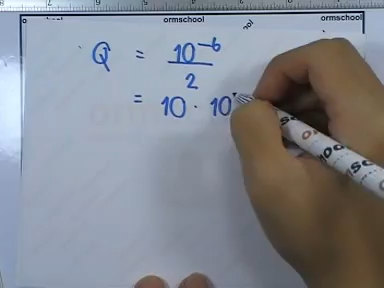 ormschool
ormschool
Q = 10⁻⁶
2
= 10 · 10